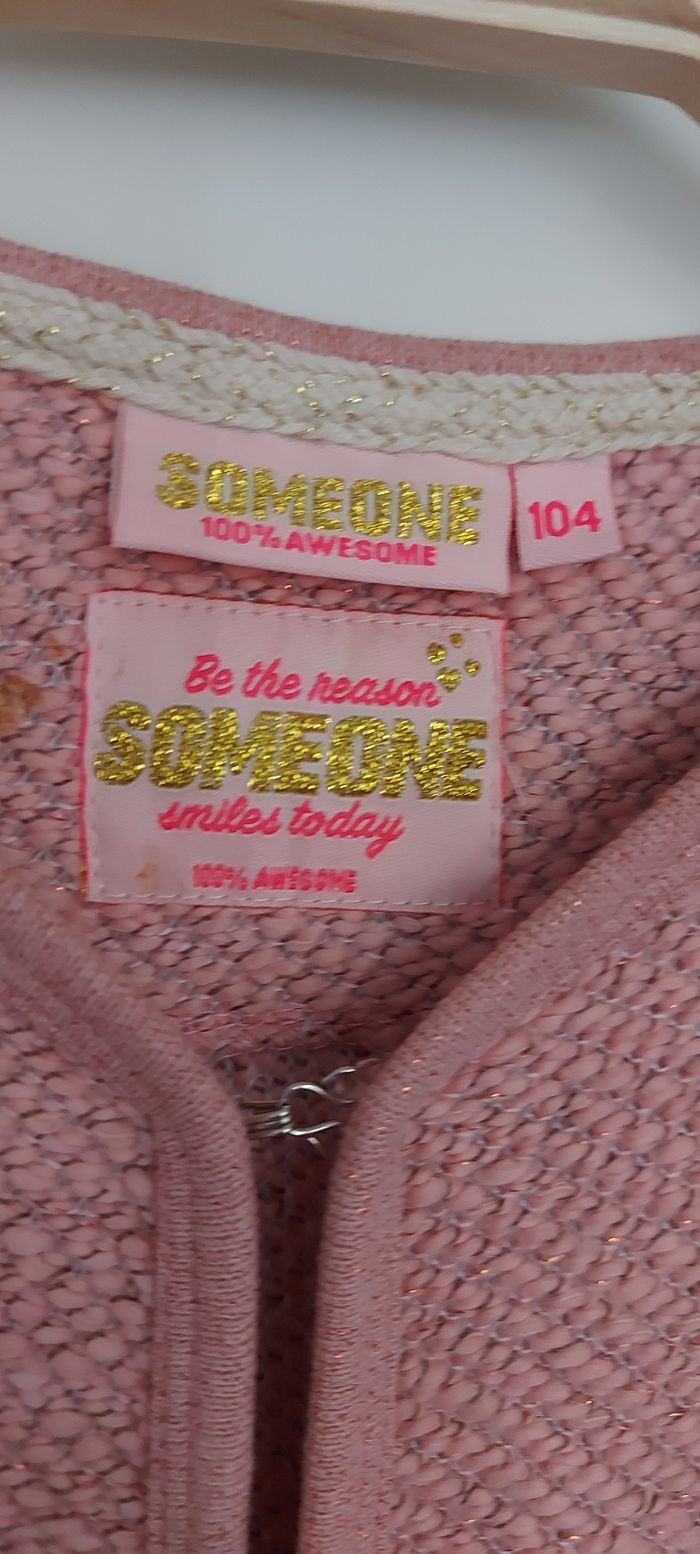 SOMEONE
100% AWESOME
104
Be the reason
SOMEONE
smiles today
100% AWESOME